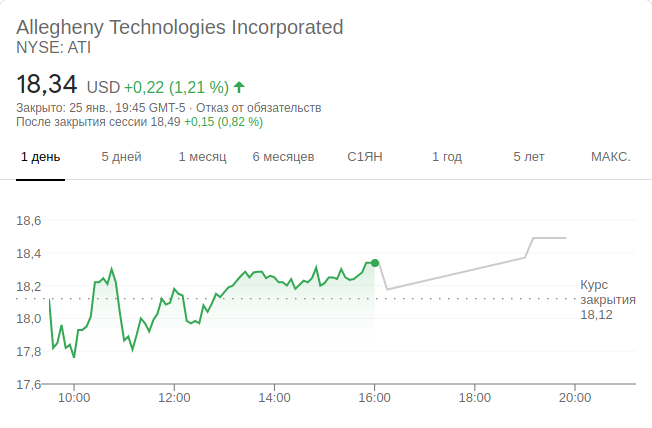 Allegheny Technologies Incorporated
NYSE: ATI
18,34 USD +0,22 (1,21 %)
Закрыто: 25 янв., 19:45 GMT-5 · Отказ от обязательств
После закрытия сессии 18,49 +0,15 (0,82 %)
1 день 5 дней 1 месяц 6 месяцев С1ЯН 1 год 5 лет МАКС.
18,6
18,4
18,2
18,0
17,8
17,6
Курс
закрытия
18,12
10:00 12:00 14:00 16:00 18:00 20:00